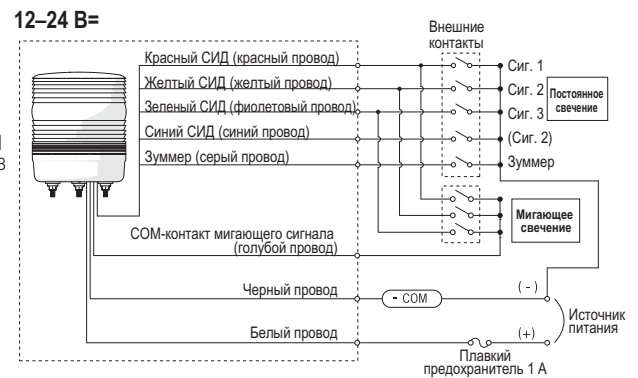 12–24 В=
Внешние
контакты
Красный СИД (красный провод)
Сиг. 1
Желтый СИД (желтый провод)
Сиг. 2
Постоянное
свечение
Зеленый СИД (фиолетовый провод)
Сиг. 3
Синий СИД (синий провод)
(Сиг. 2)
Зуммер (серый провод)
Зуммер
В
Мигающее
свечение
СОМ-контакт мигающего сигнала
(голубой провод)
Черный провод
- COM
(-)
Источник
питания
Белый провод
(+)
Плавкий
предохранитель 1 А